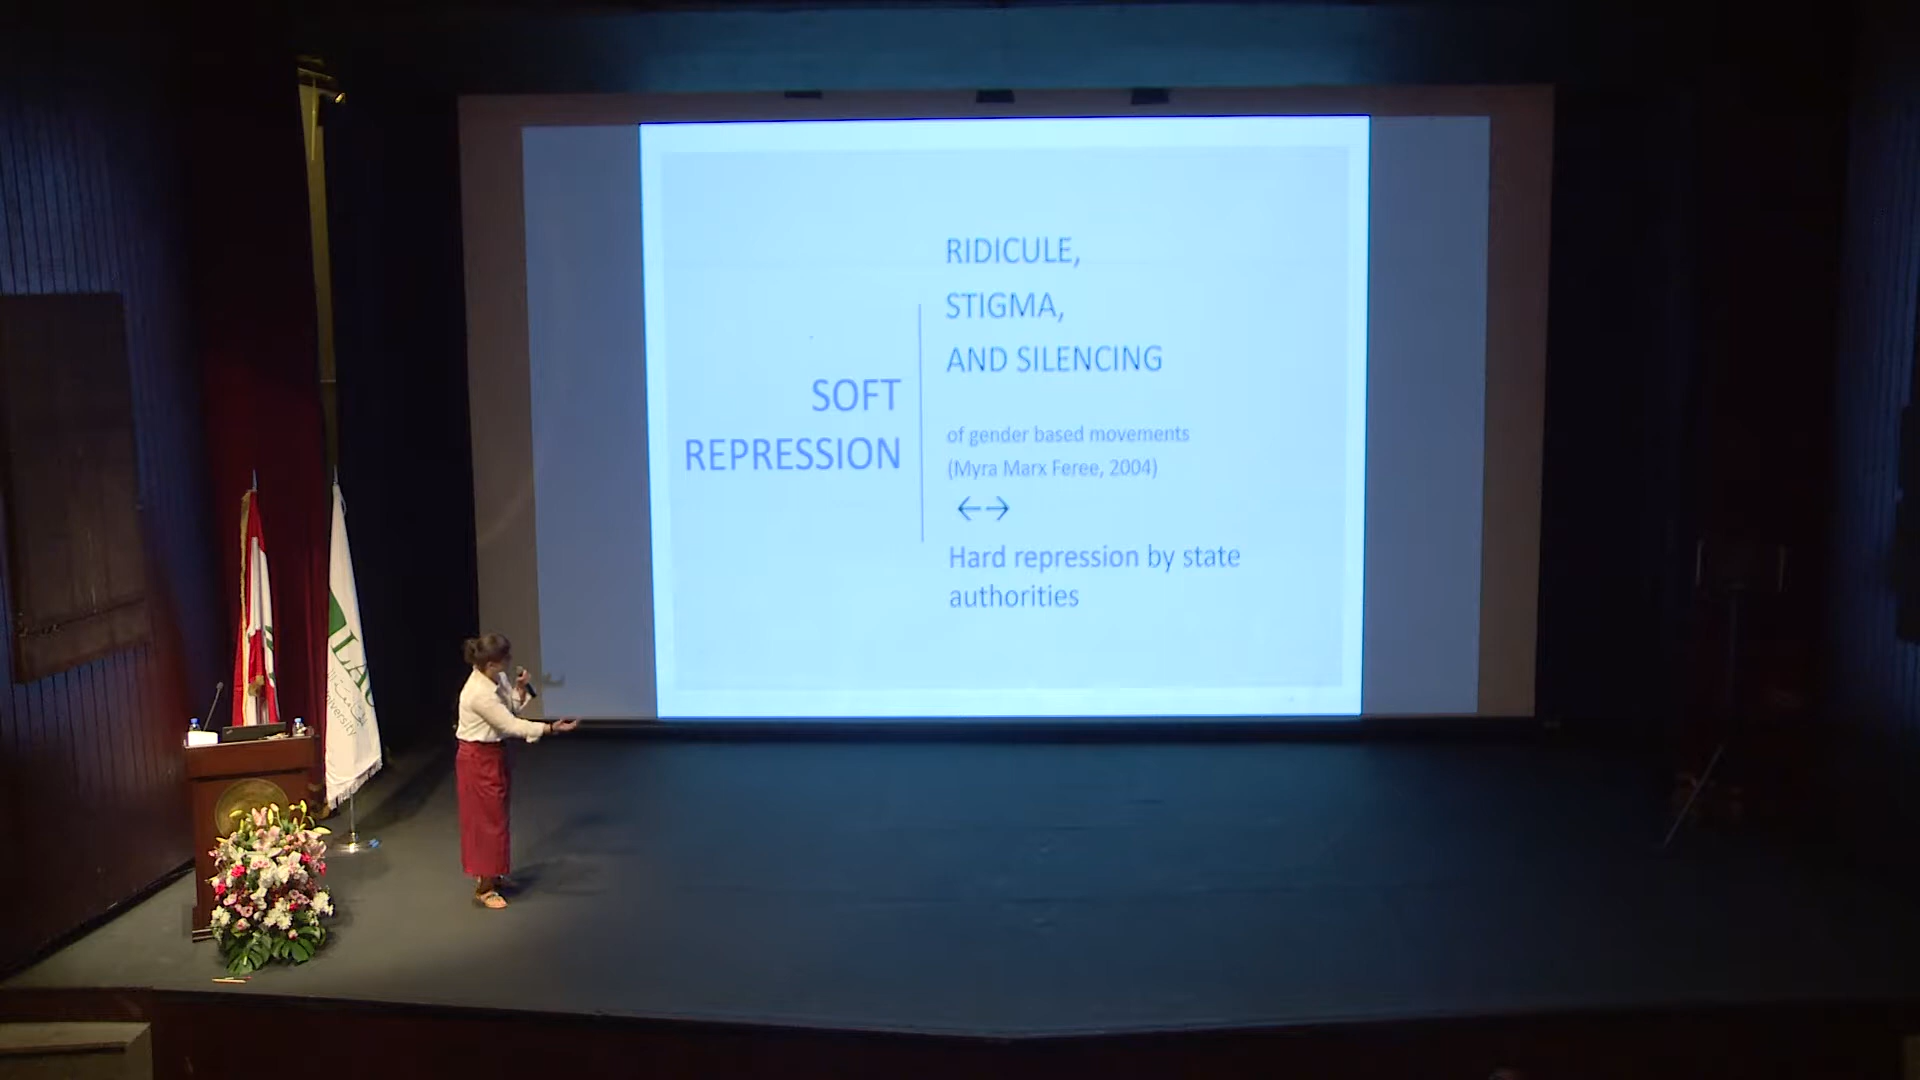 SOFT
REPRESSION
RIDICULE,
STIGMA,
AND SILENCING
of gender based movements
(Myra Marx Feree, 2004)
←→
Hard repression by state
authorities
LAU